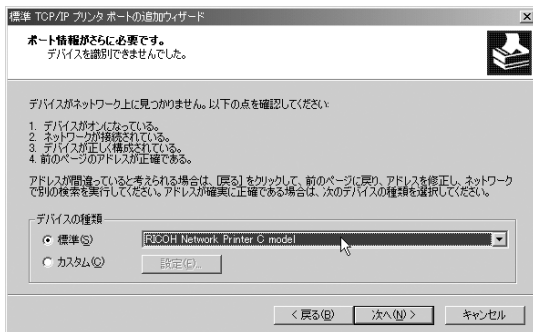 標準 TCP/IP プリンタ ポートの追加ウィザード
ポート情報がさらに必要です。
デバイスを識別できませんでした。
デバイスがネットワーク上に見つかりません。以下の点を確認してください:
1. デバイスがオンになっている。
2. ネットワークが接続されている。
3. デバイスが正しく構成されている。
4. 前のページのアドレスが正確である。
アドレスが間違っていると考えられる場合は、[戻る] をクリックして、前のページに戻り、アドレスを修正し、ネットワーク
で別の検索を実行してください。アドレスが確実に正確である場合は、次のデバイスの種類を選択してください。
デバイスの種類
標準(S)
RICOH Network Printer C model
カスタム(C)
設定(E)...
< 戻る(B)
次へ(N) >
キャンセル